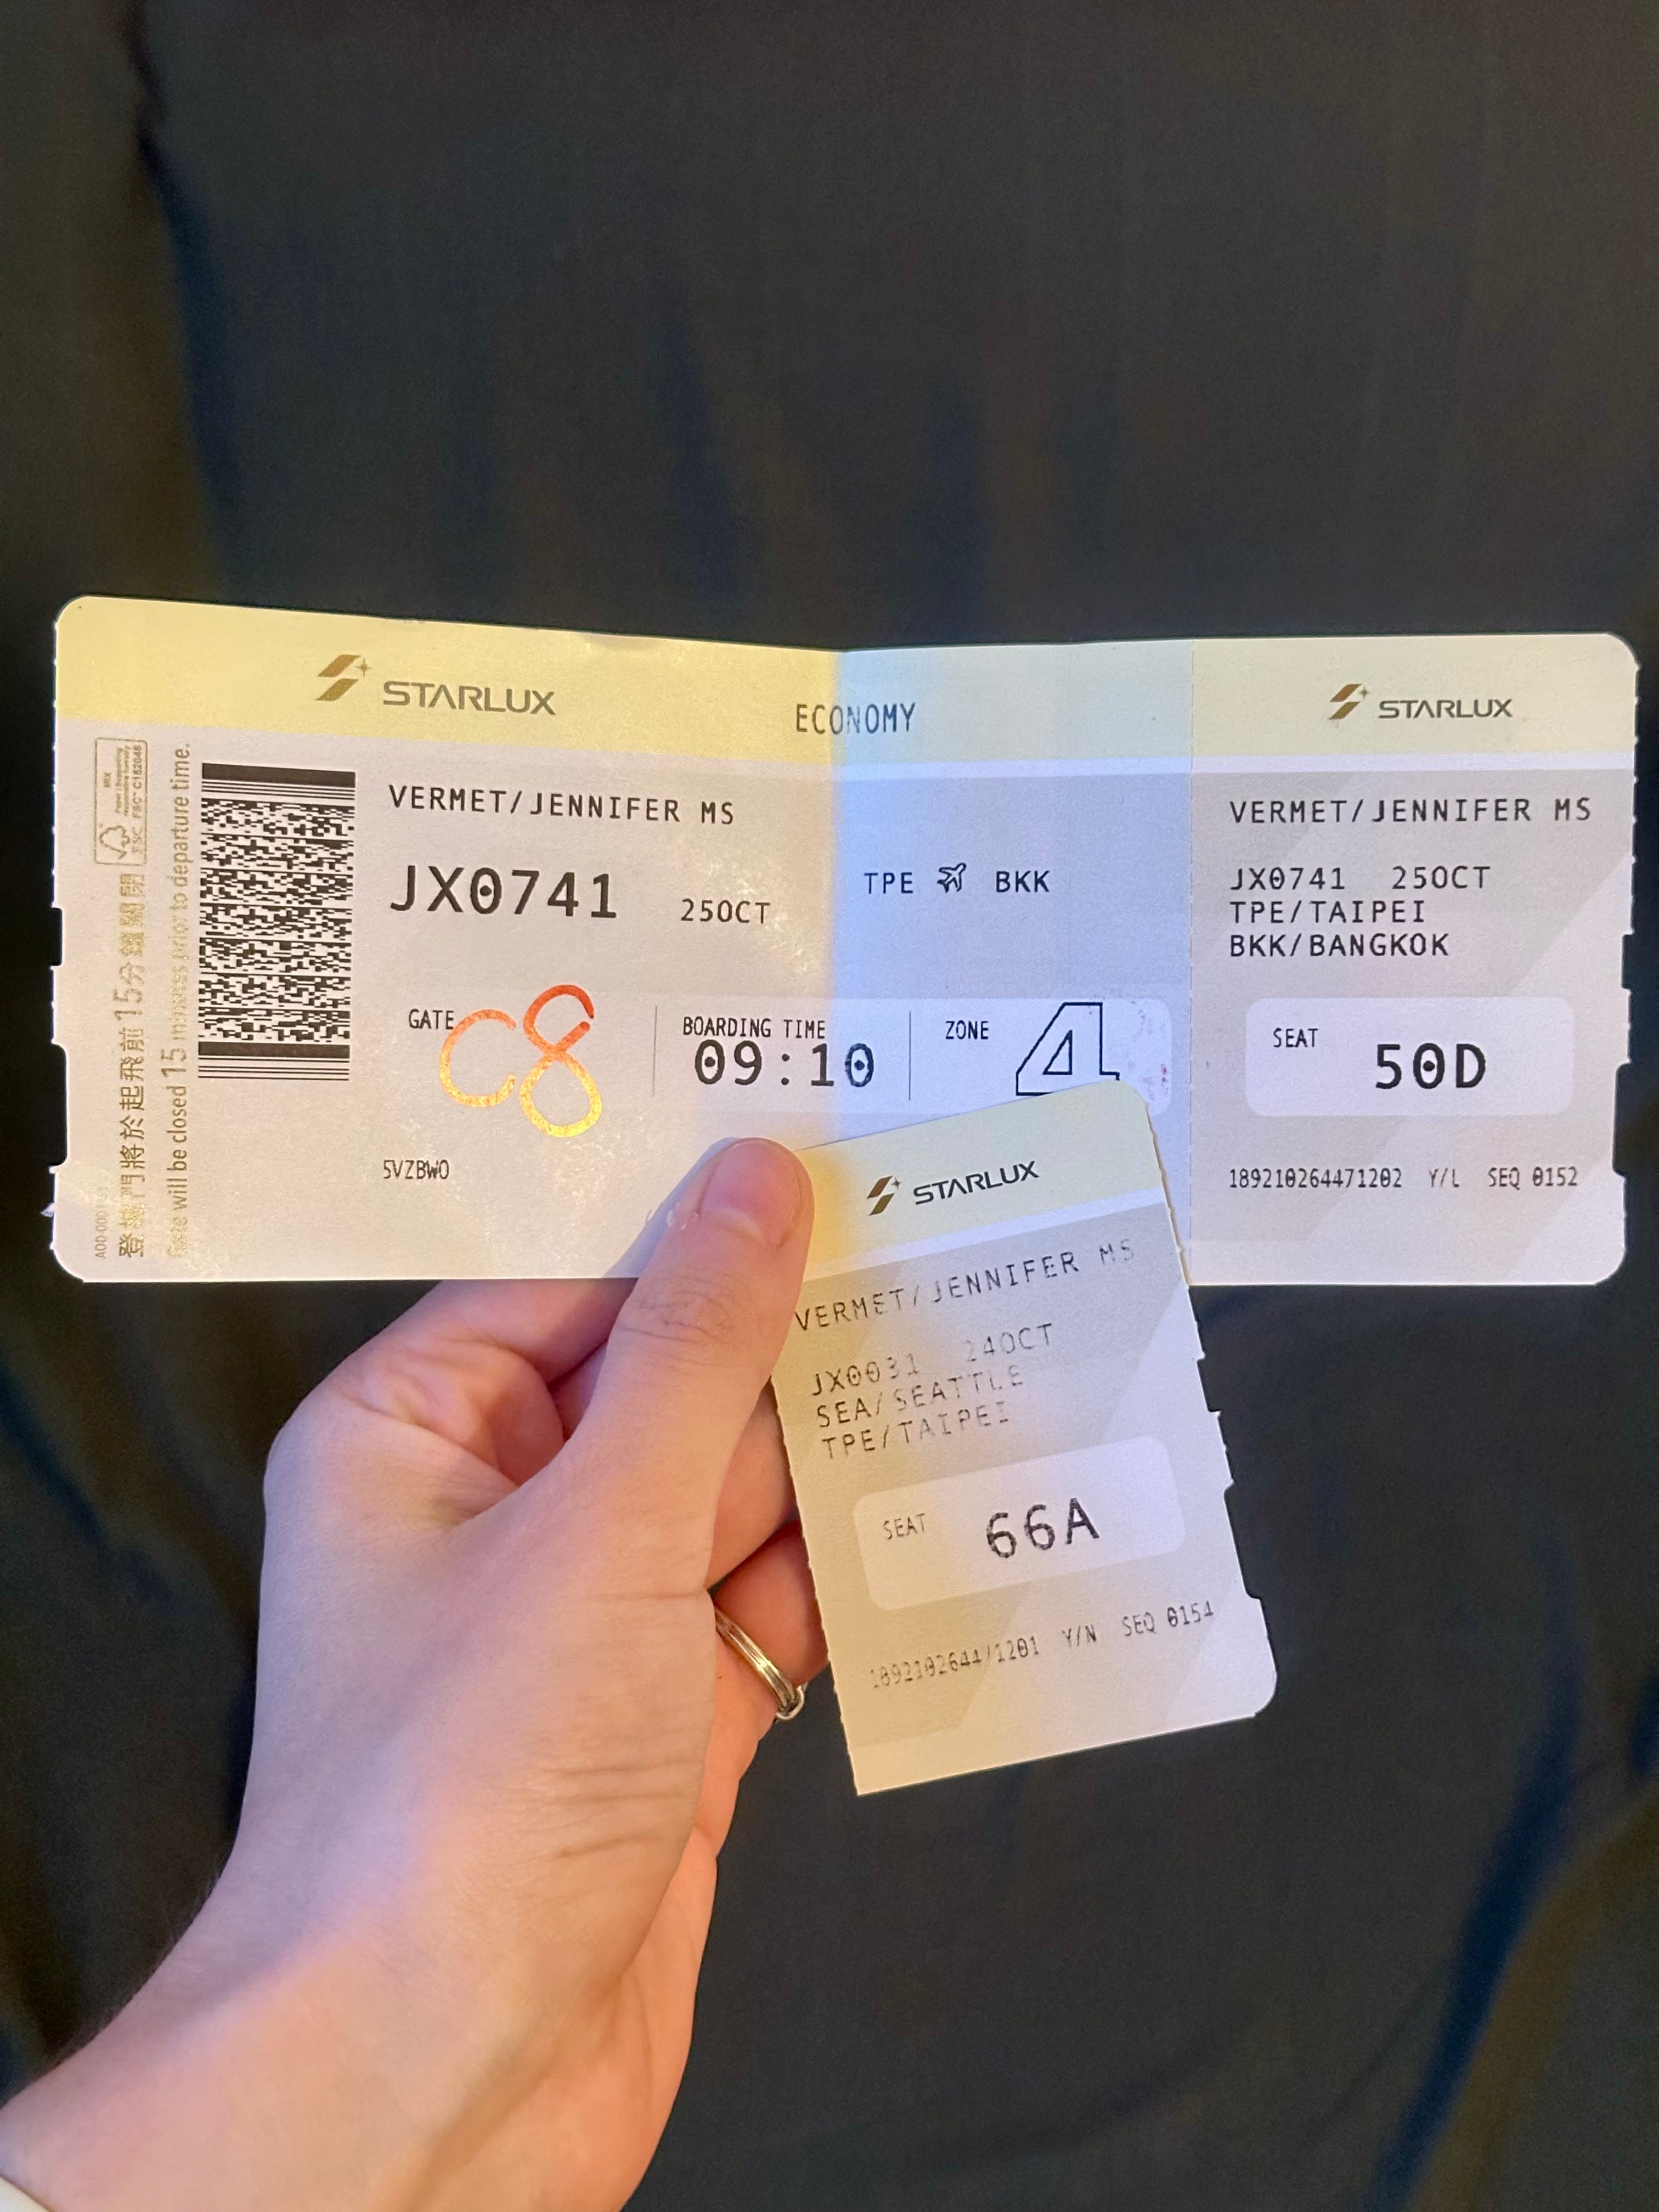 STARLUX
ECONOMY
VERMET/JENNIFER MS
JX0741 25OCT
TPE BKK
GATE C8
BOARDING TIME
09:10
ZONE 4
5VZBWO
登機門將於起飛前15分鐘關閉
Gate will be closed 15 minutes prior to departure time.
MIX
FSC
STARLUX
VERMET/JENNIFER MS
JX0741 25OCT
TPE/TAIPEI
BKK/BANGKOK
SEAT 50D
189210264471202 Y/L SEQ 0152
STARLUX
VERMET/JENNIFER MS
JX0031 24OCT
SEA/SEATTLE
TPE/TAIPEI
SEAT 66A
Y/N SEQ 0154